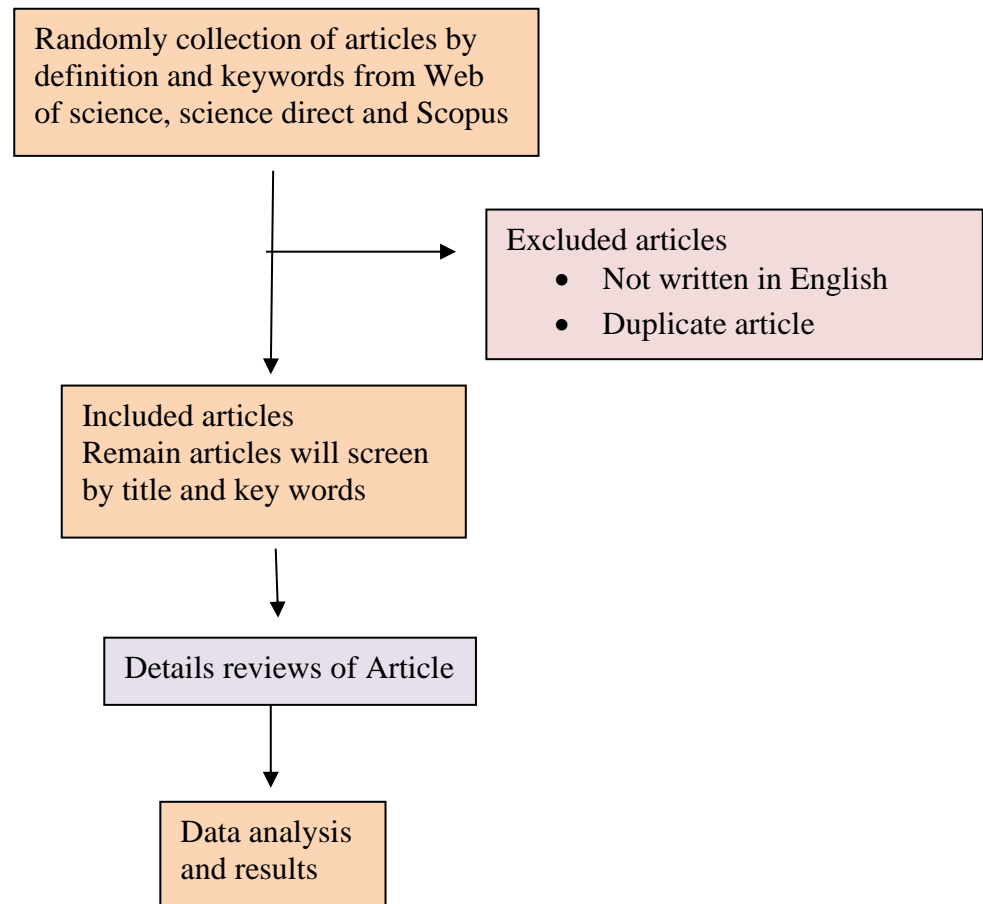 Randomly collection of articles by
definition and keywords from Web
of science, science direct and Scopus
Excluded articles
• Not written in English
• Duplicate article
Included articles
Remain articles will screen
by title and key words
Details reviews of Article
Data analysis
and results